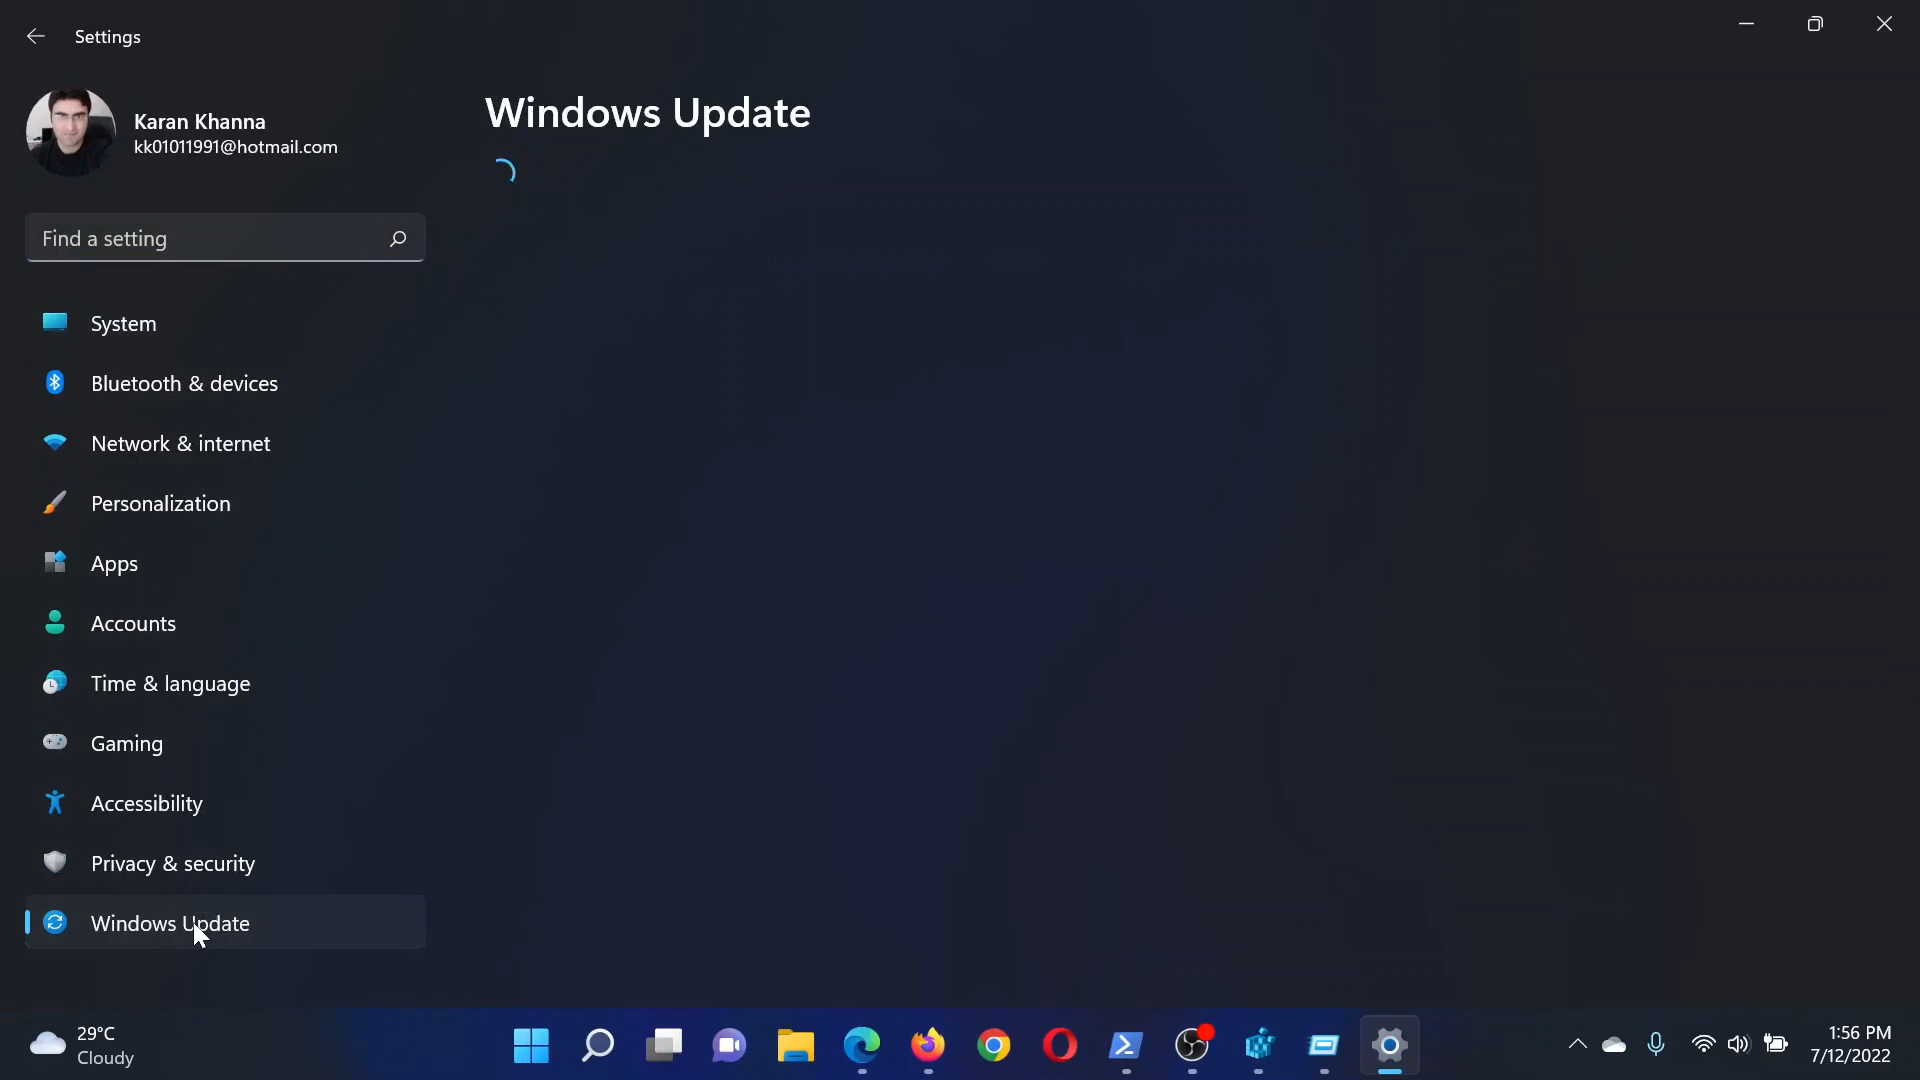 Settings
Karan Khanna
kk01011991@hotmail.com
Find a setting
System
Bluetooth & devices
Network & internet
Personalization
Apps
Accounts
Time & language
Gaming
Accessibility
Privacy & security
Windows Update
Windows Update
29°C
Cloudy
1:56 PM
7/12/2022